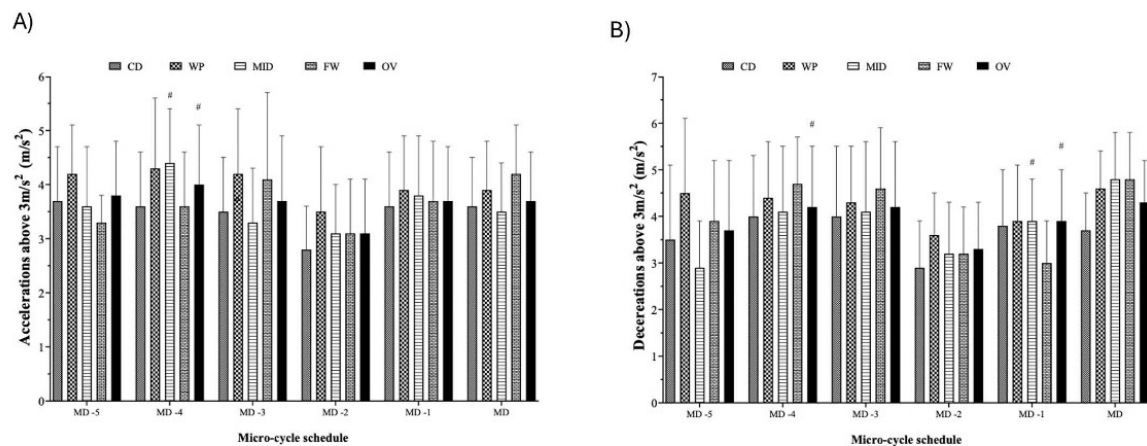 A)
CD WP MID FW OV
Accelerations above 3m/s² (m/s²)
6
5
4
3
2
1
0
# #
MD -5 MD -4 MD -3 MD -2 MD -1 MD
Micro-cycle schedule
B)
CD WP MID FW OV
Decereations above 3m/s² (m/s²)
7
6
5
4
3
2
1
0
# # #
MD -5 MD -4 MD -3 MD -2 MD -1 MD
Micro-cycle schedule